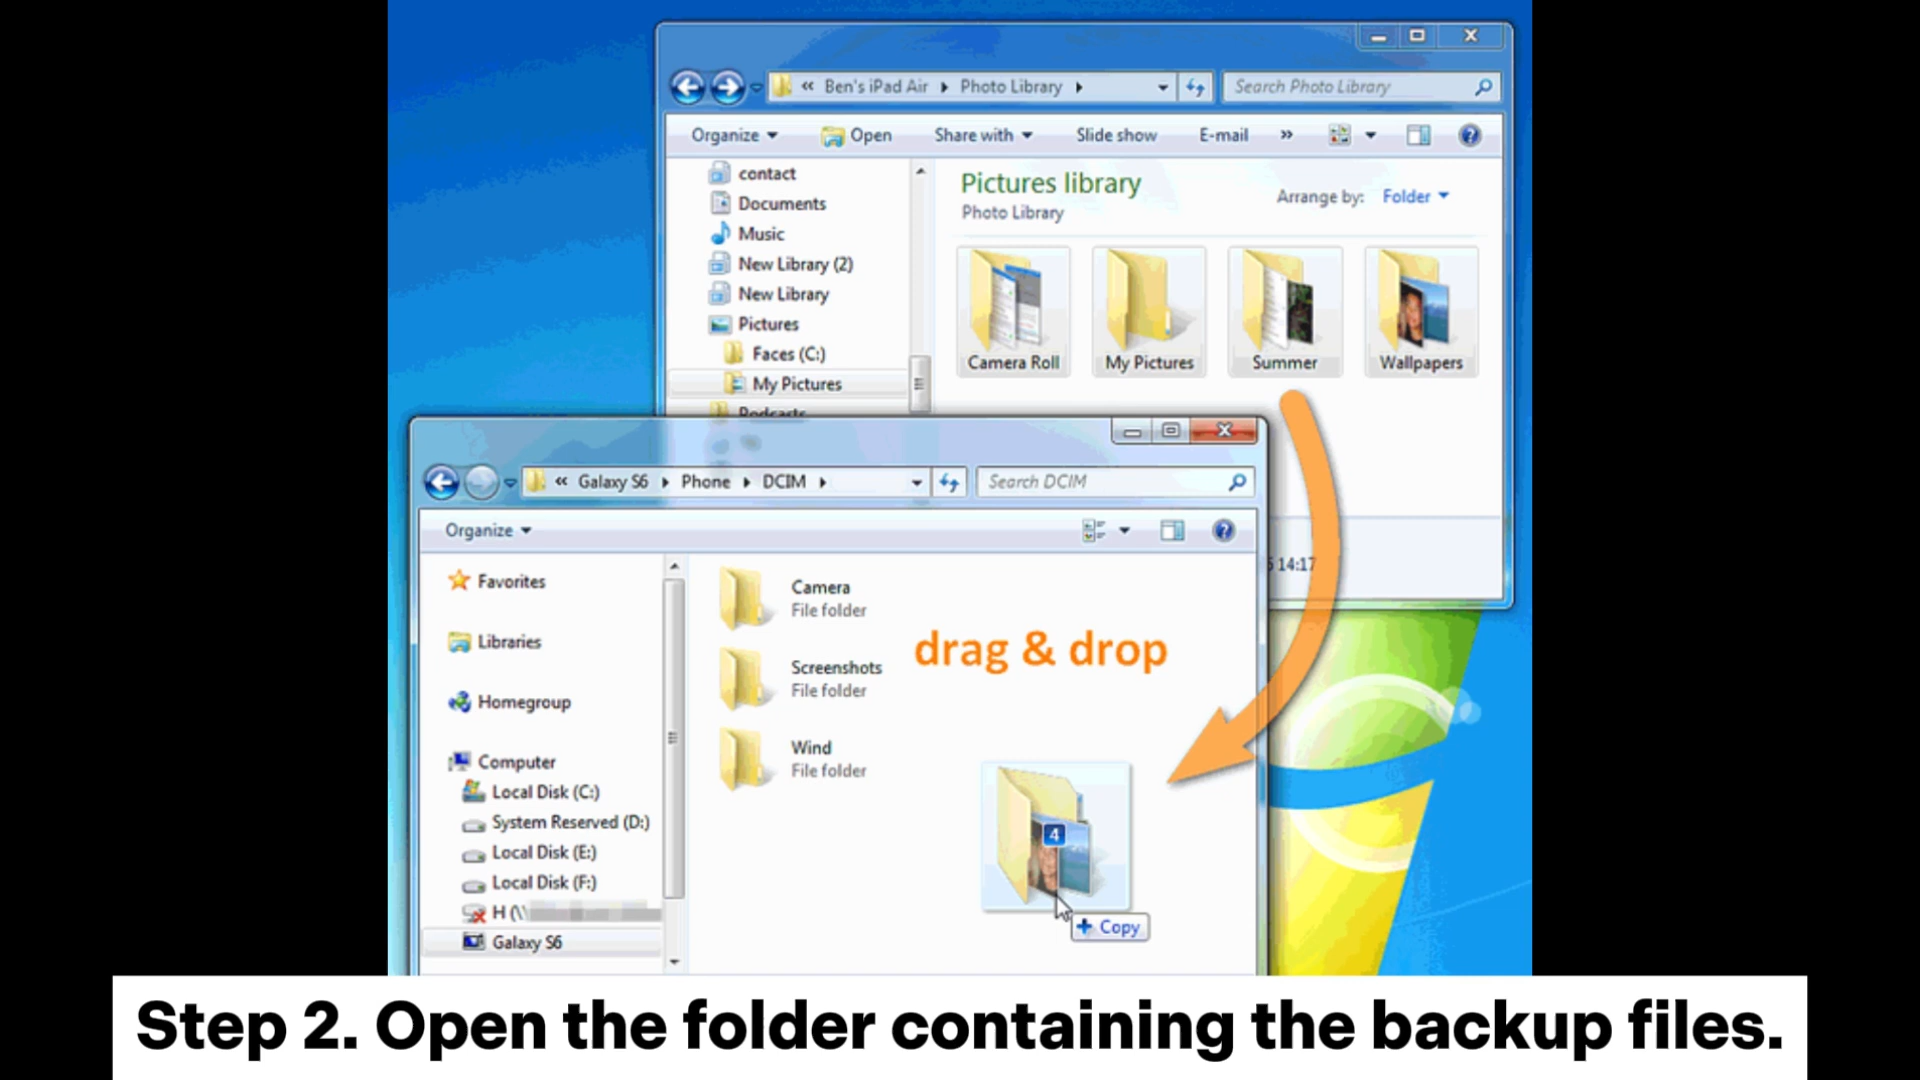 « Ben's iPad Air ▸ Photo Library ▸
Search Photo Library
Organize Open Share with Slide show E-mail »
contact
Documents
Music
New Library (2)
New Library
Pictures
Faces (C:)
My Pictures
Podcasts
Pictures library
Photo Library
Arrange by: Folder
Camera Roll My Pictures Summer Wallpapers
14:17
« Galaxy S6 ▸ Phone ▸ DCIM ▸
Search DCIM
Organize
Favorites
Libraries
Homegroup
Computer
Local Disk (C:)
System Reserved (D:)
Local Disk (E:)
Local Disk (F:)
H (\\
Galaxy S6
Camera
File folder
Screenshots
File folder
Wind
File folder
drag & drop
4
Copy
Step 2. Open the folder containing the backup files.